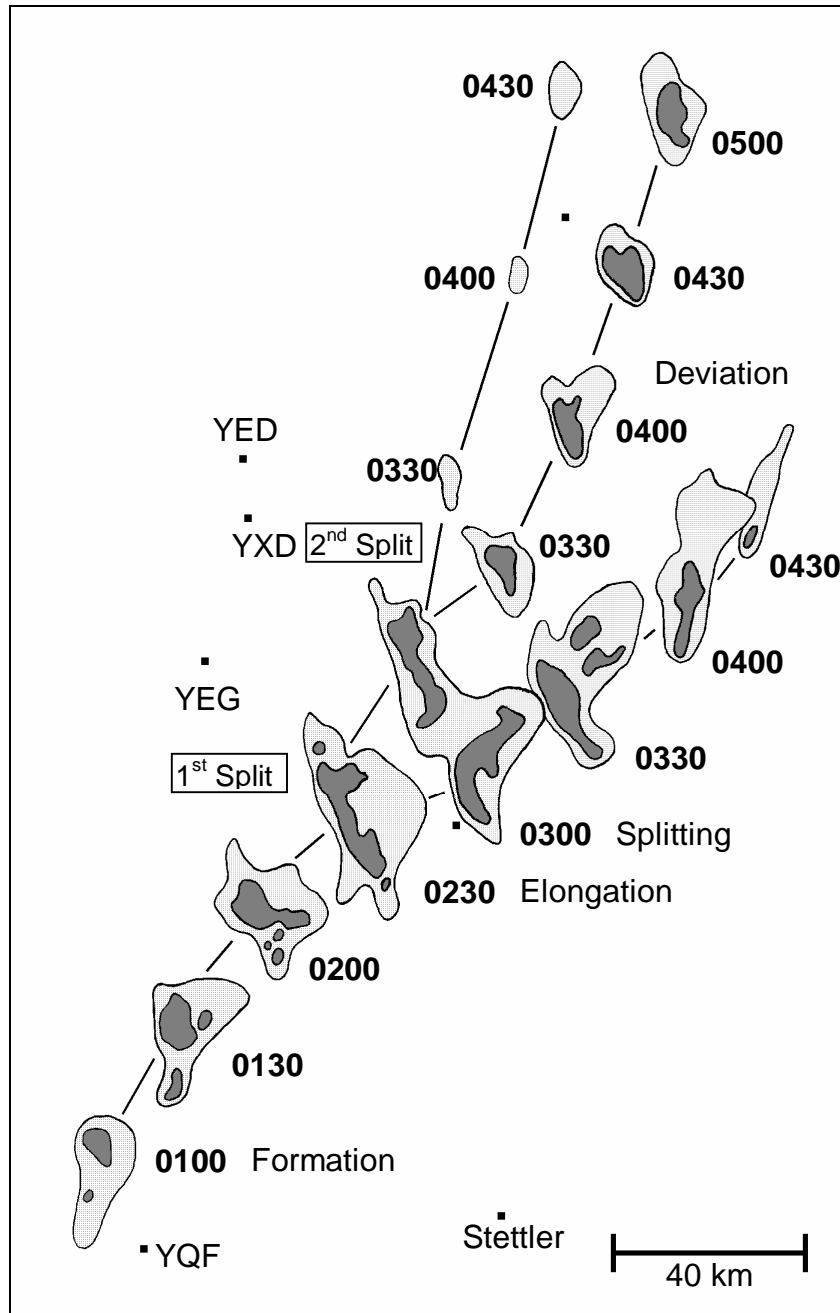 0430
0500
0400
0430
Deviation
YED
0330
0400
YXD
2nd Split
0330
0430
0400
YEG
0330
1st Split
0300 Splitting
0230 Elongation
0200
0130
0100 Formation
Stettler
YQF
40 km